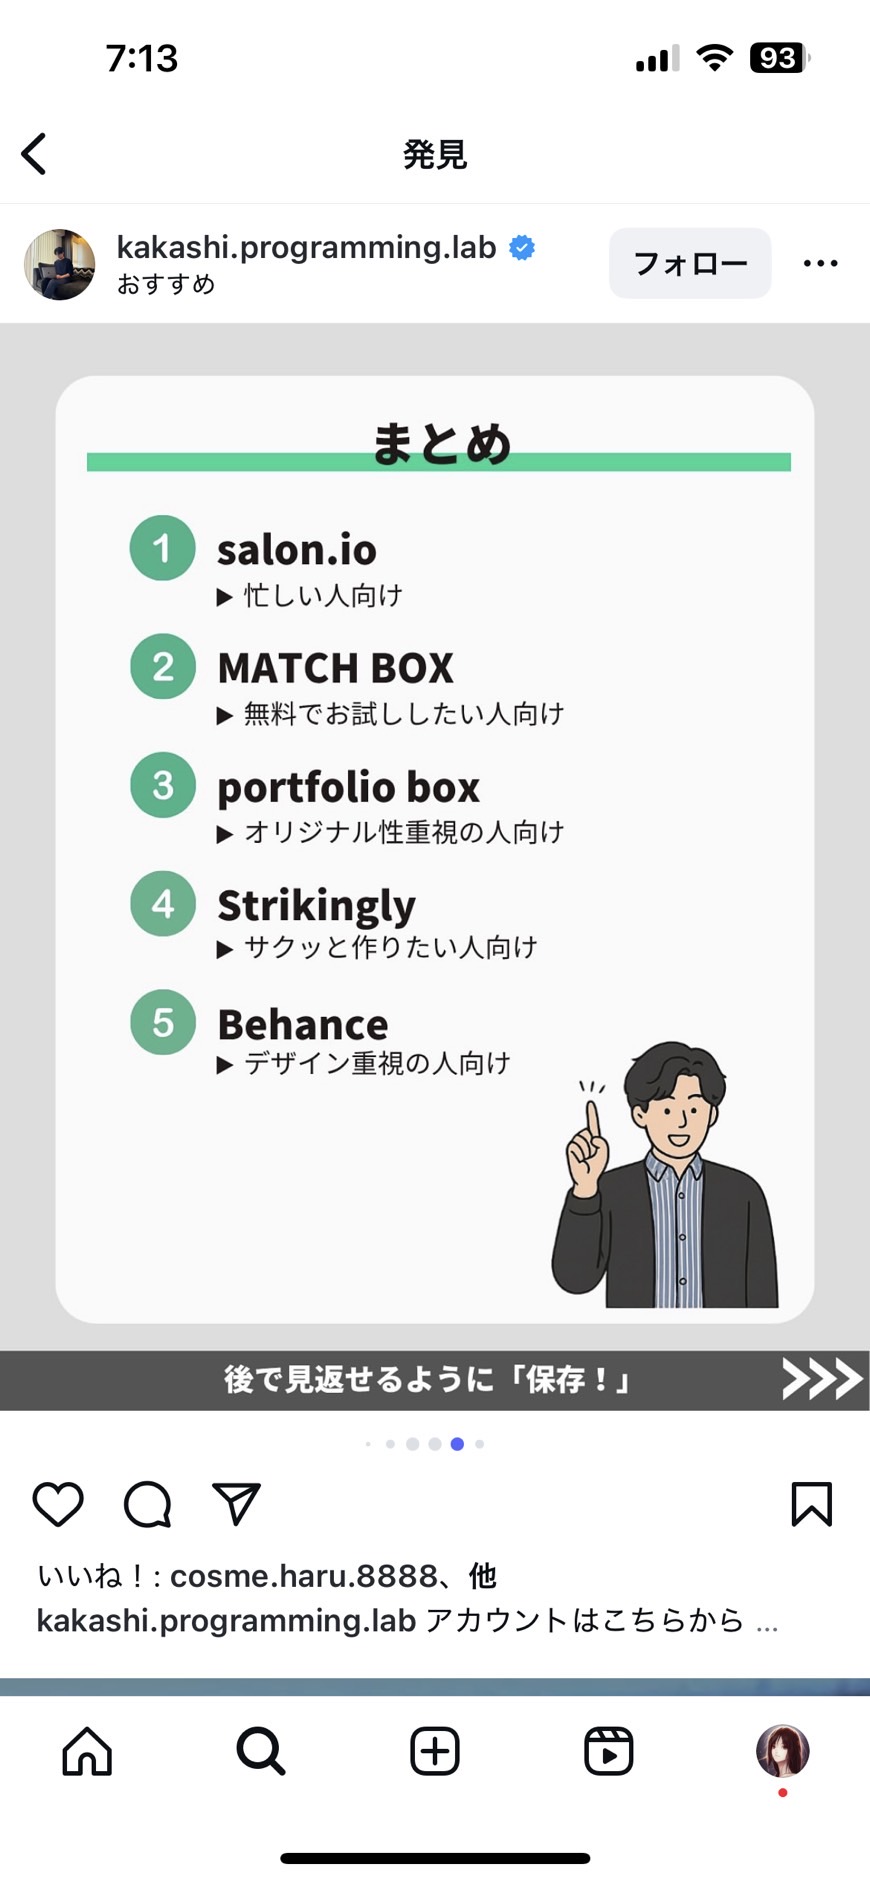 7:13
93
発見
kakashi.programming.lab
おすすめ
フォロー
まとめ
1 salon.io
▶ 忙しい人向け
2 MATCH BOX
▶ 無料でお試ししたい人向け
3 portfolio box
▶ オリジナル性重視の人向け
4 Strikingly
▶ サクッと作りたい人向け
5 Behance
▶ デザイン重視の人向け
後で見返せるように「保存！」
いいね！: cosme.haru.8888、他
kakashi.programming.lab アカウントはこちらから ...